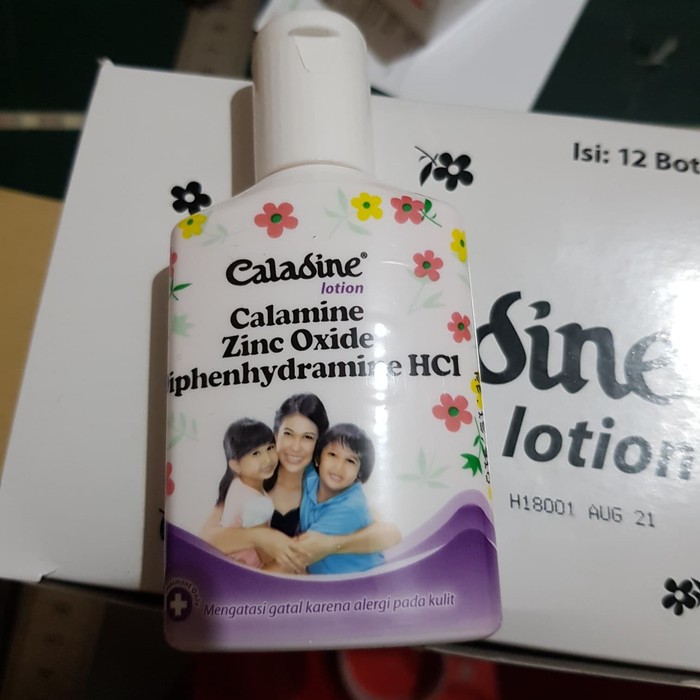 Caladine®
lotion
Calamine
Zinc Oxide
iphenhydramine HCl
Mengatasi gatal karena alergi pada kulit
Isi: 12 Bot
dine
lotion
H18001 AUG 21